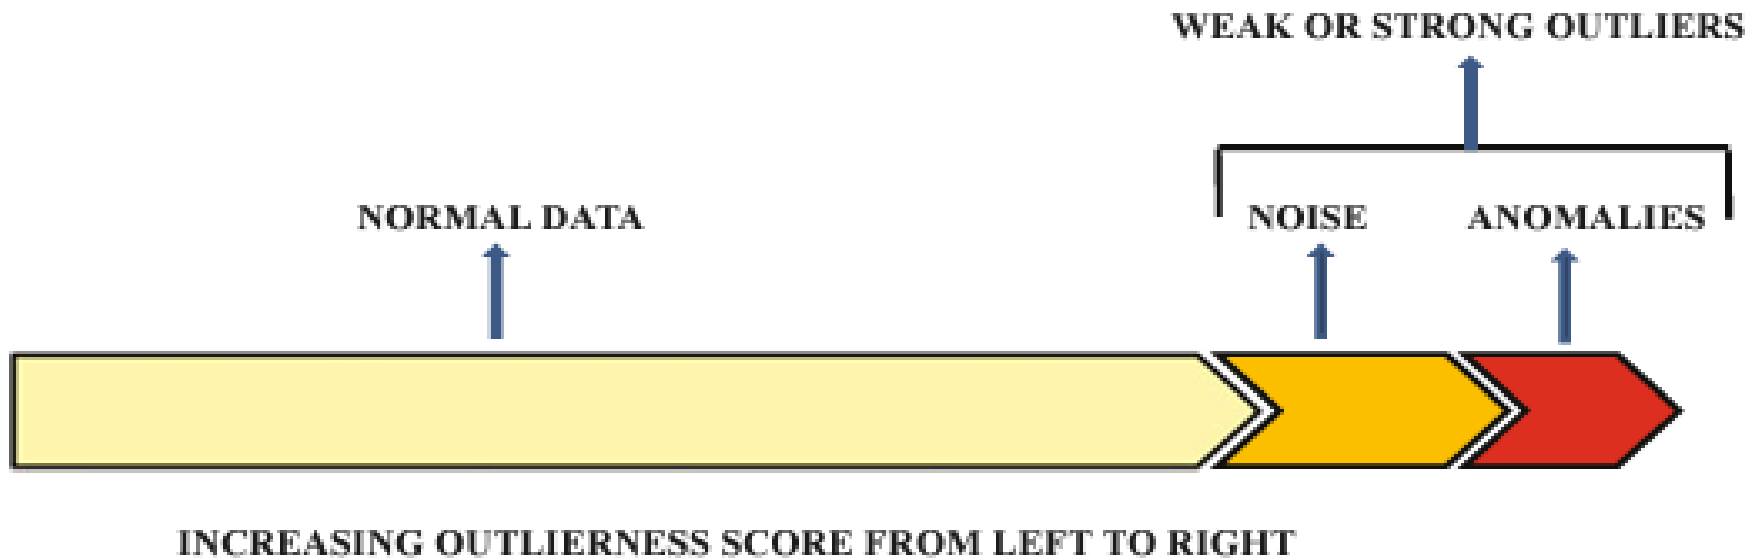 WEAK OR STRONG OUTLIERS
NORMAL DATA
NOISE
ANOMALIES
INCREASING OUTLIERNESS SCORE FROM LEFT TO RIGHT